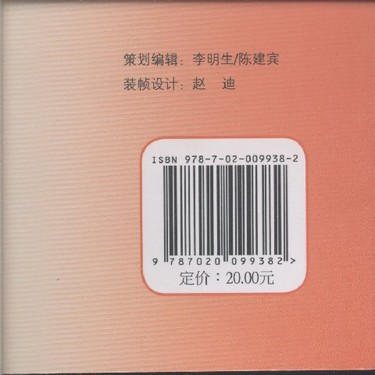 策划编辑：李明生/陈建宾
装帧设计：赵 迪
ISBN 978-7-02-009938-2
9 787020 099382 >
定价：20.00元